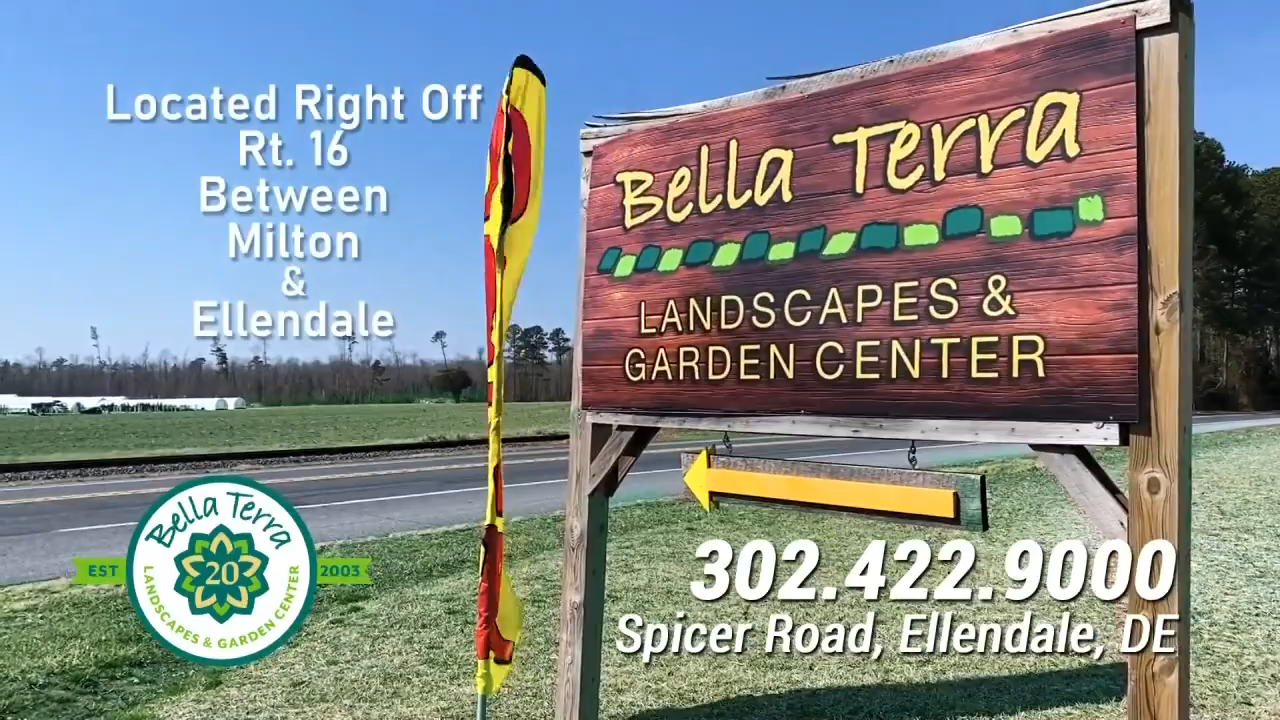 Located Right Off
Rt. 16
Between
Milton
&
Ellendale
Bella Terra
LANDSCAPES &
GARDEN CENTER
302.422.9000
Spicer Road, Ellendale, DE
Bella Terra
EST 20 2003
LANDSCAPES & GARDEN CENTER